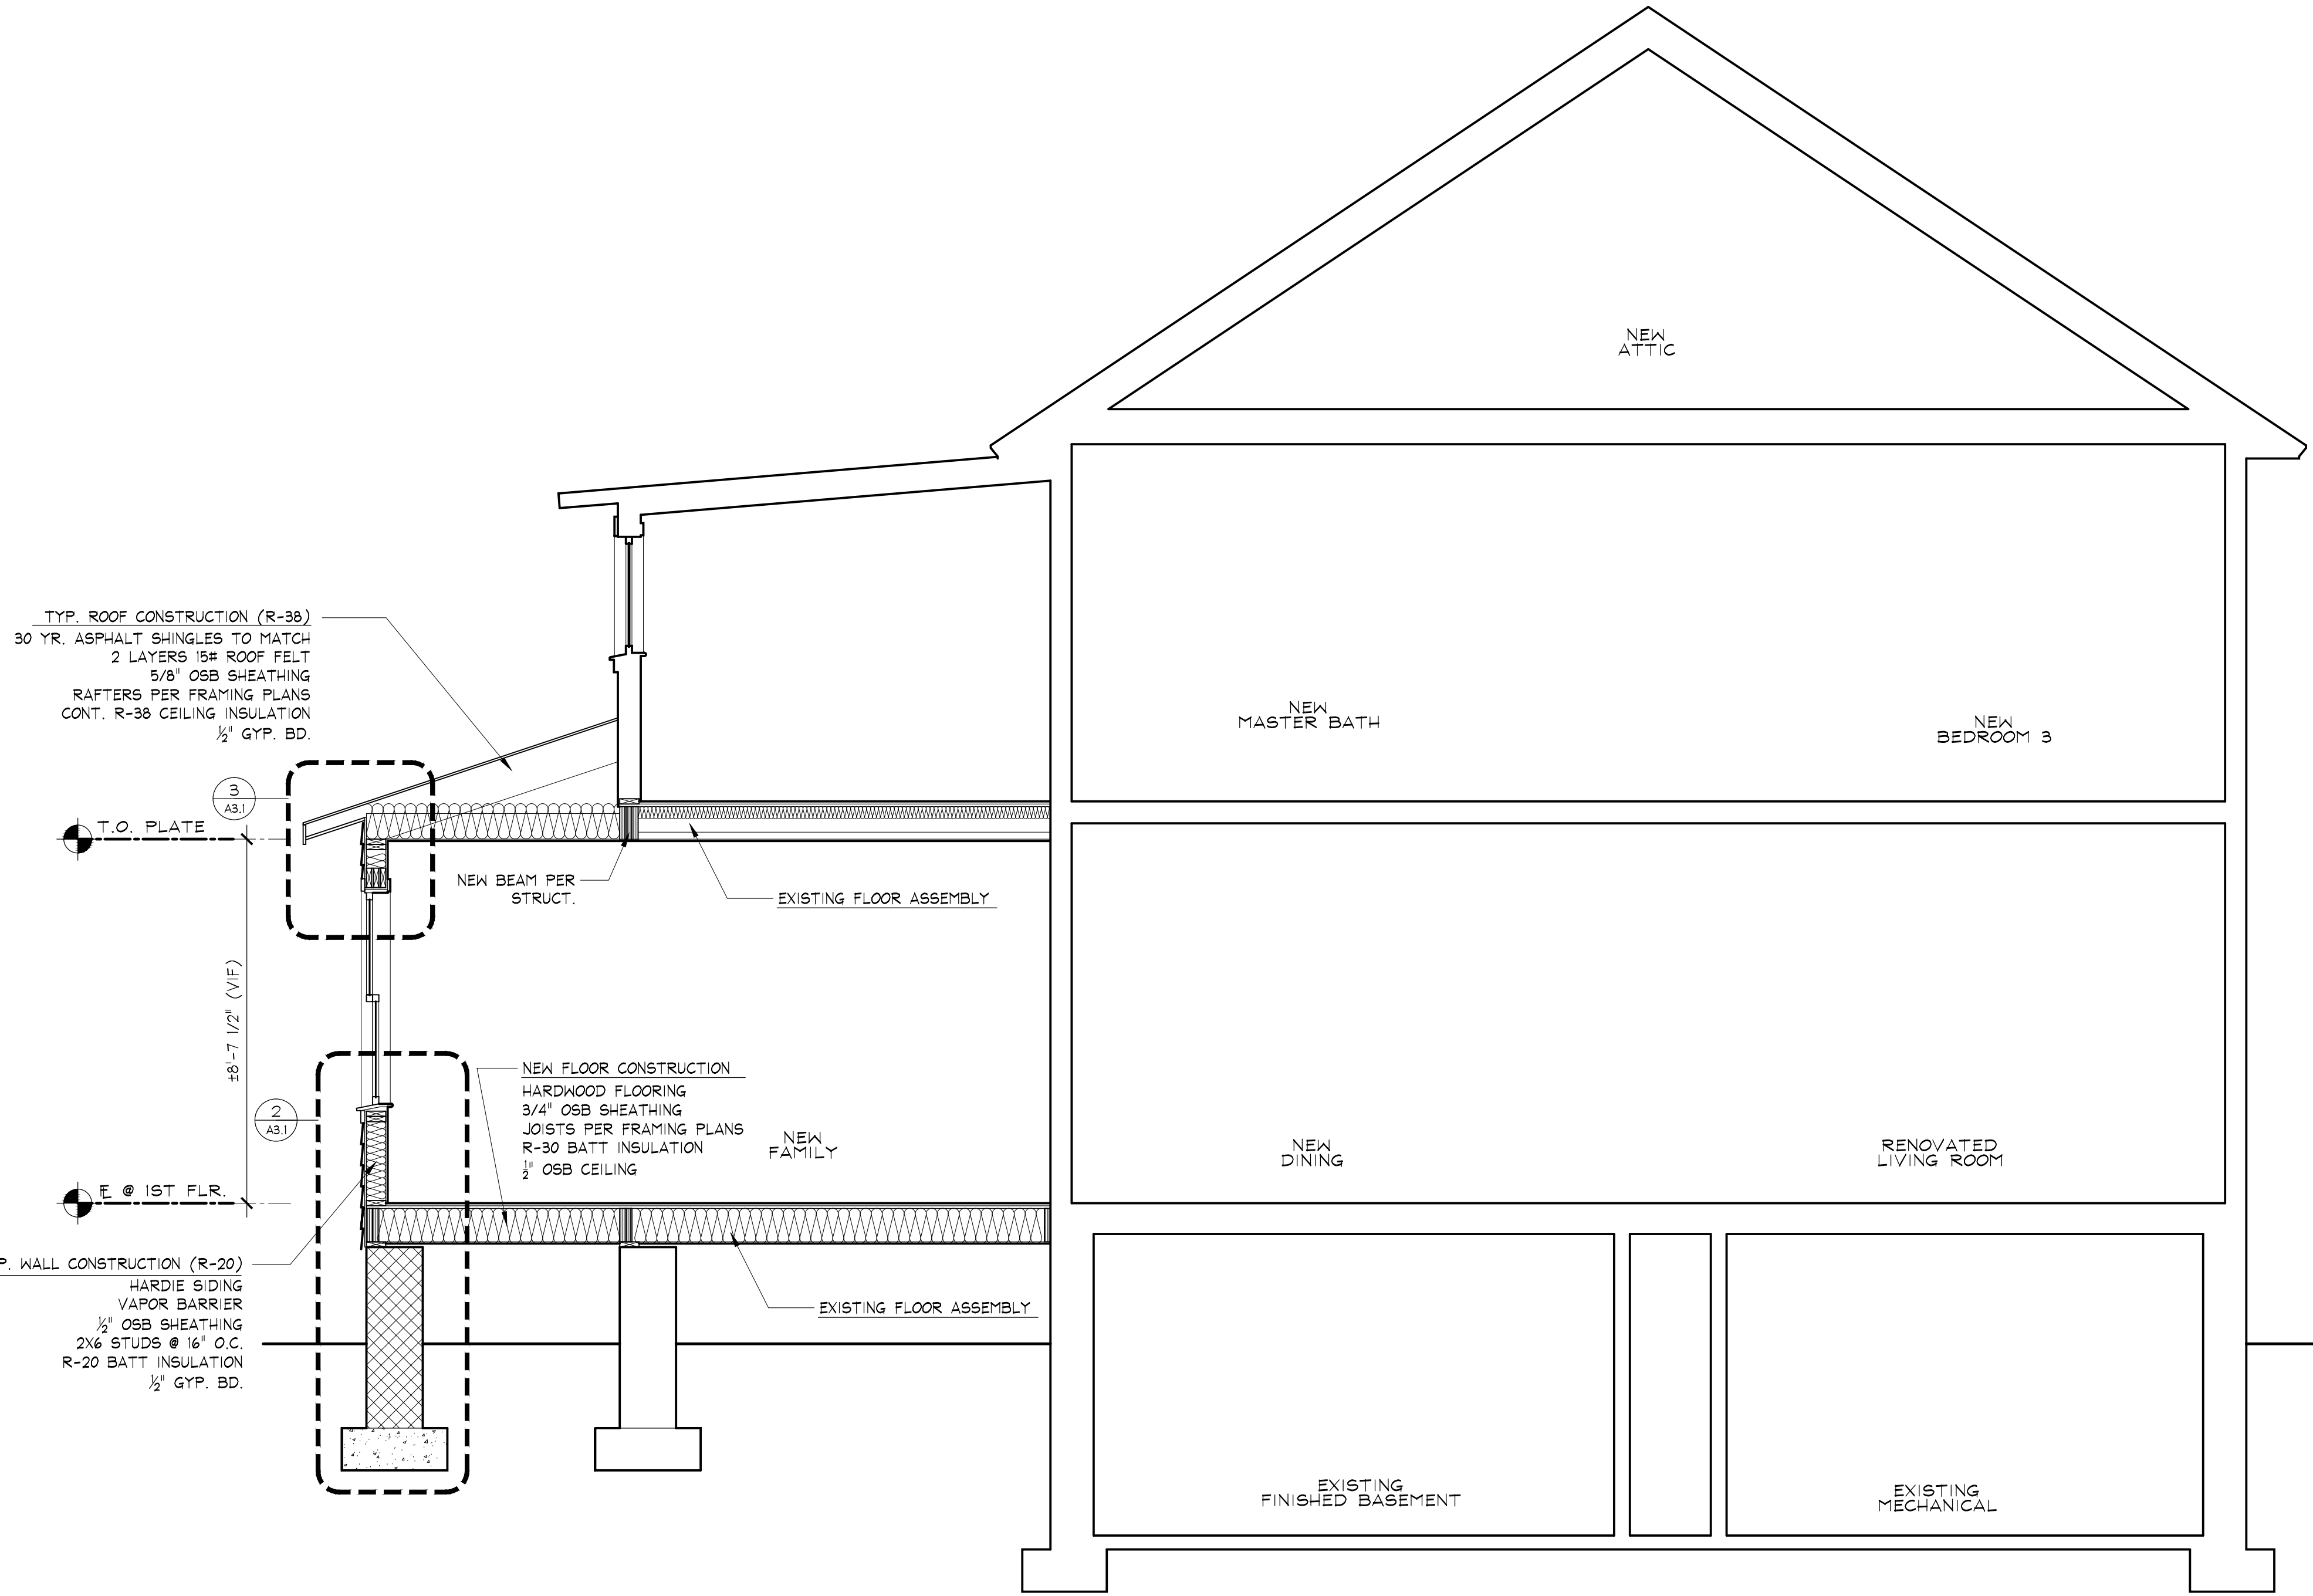 NEW
ATTIC
TYP. ROOF CONSTRUCTION (R-38)
30 YR. ASPHALT SHINGLES TO MATCH
2 LAYERS 15# ROOF FELT
5/8" OSB SHEATHING
RAFTERS PER FRAMING PLANS
CONT. R-38 CEILING INSULATION
½" GYP. BD.
NEW
MASTER BATH
NEW
BEDROOM 3
3
A3.1
T.O. PLATE
NEW BEAM PER
STRUCT.
EXISTING FLOOR ASSEMBLY
±8'-7 1/2" (VIF)
NEW FLOOR CONSTRUCTION
HARDWOOD FLOORING
3/4" OSB SHEATHING
JOISTS PER FRAMING PLANS
R-30 BATT INSULATION
½" OSB CEILING
2
A3.1
NEW
FAMILY
NEW
DINING
RENOVATED
LIVING ROOM
FE @ 1ST FLR.
P. WALL CONSTRUCTION (R-20)
HARDIE SIDING
VAPOR BARRIER
½" OSB SHEATHING
2X6 STUDS @ 16" O.C.
R-20 BATT INSULATION
½" GYP. BD.
EXISTING FLOOR ASSEMBLY
EXISTING
FINISHED BASEMENT
EXISTING
MECHANICAL